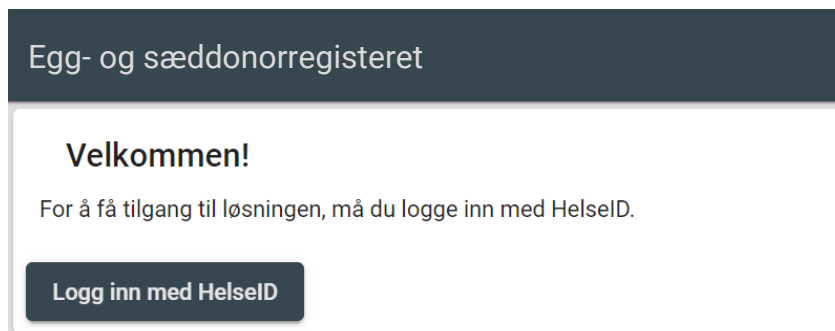 Egg- og sæddonorregisteret
Velkommen!
For å få tilgang til løsningen, må du logge inn med HelseID.
Logg inn med HelseID